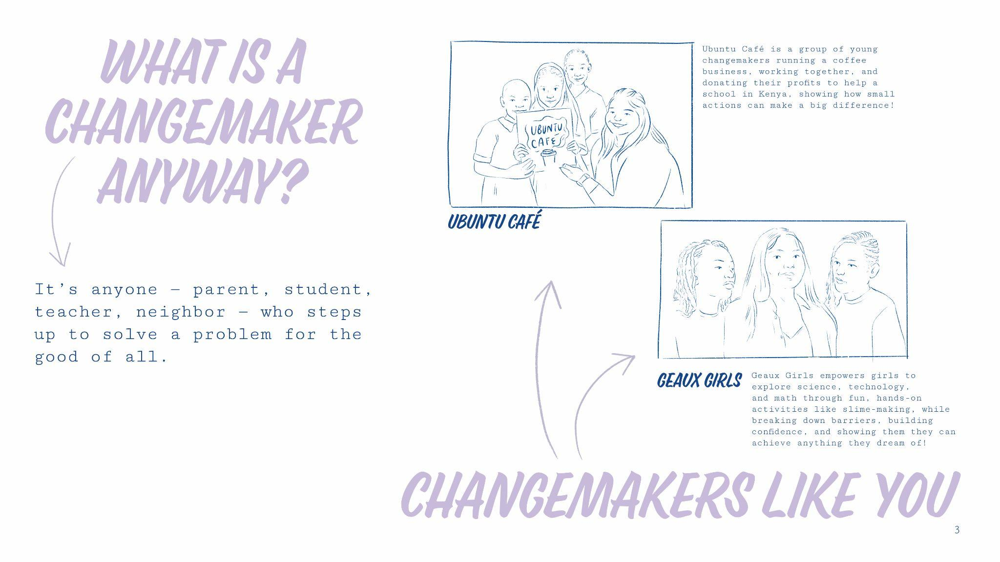 WHAT IS A
CHANGEMAKER
ANYWAY?
It's anyone – parent, student,
teacher, neighbor – who steps
up to solve a problem for the
good of all.
UBUNTU
CAFE
UBUNTU CAFÉ
Ubuntu Café is a group of young
changemakers running a coffee
business, working together, and
donating their profits to help a
school in Kenya, showing how small
actions can make a big difference!
GEAUX GIRLS
Geaux Girls empowers girls to
explore science, technology,
and math through fun, hands-on
activities like slime-making, while
breaking down barriers, building
confidence, and showing them they can
achieve anything they dream of!
CHANGEMAKERS LIKE YOU
3